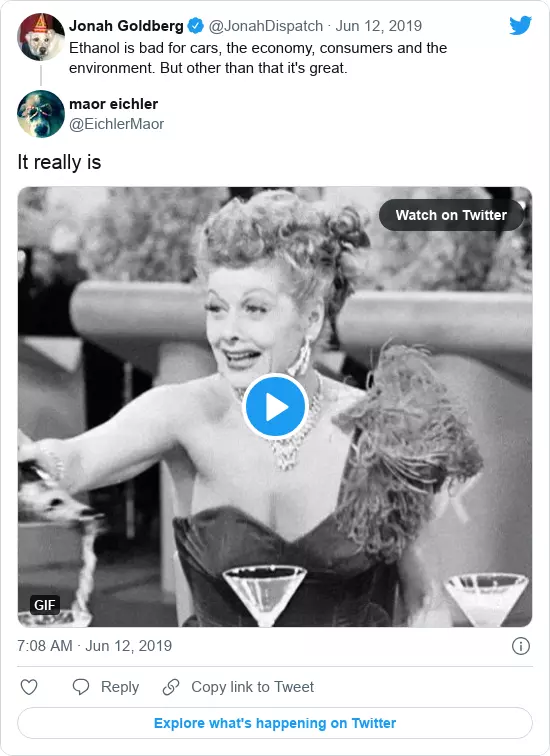 Jonah Goldberg @JonahDispatch · Jun 12, 2019
Ethanol is bad for cars, the economy, consumers and the
environment. But other than that it's great.
maor eichler
@EichlerMaor
It really is
Watch on Twitter
GIF
7:08 AM · Jun 12, 2019
Reply
Copy link to Tweet
Explore what's happening on Twitter